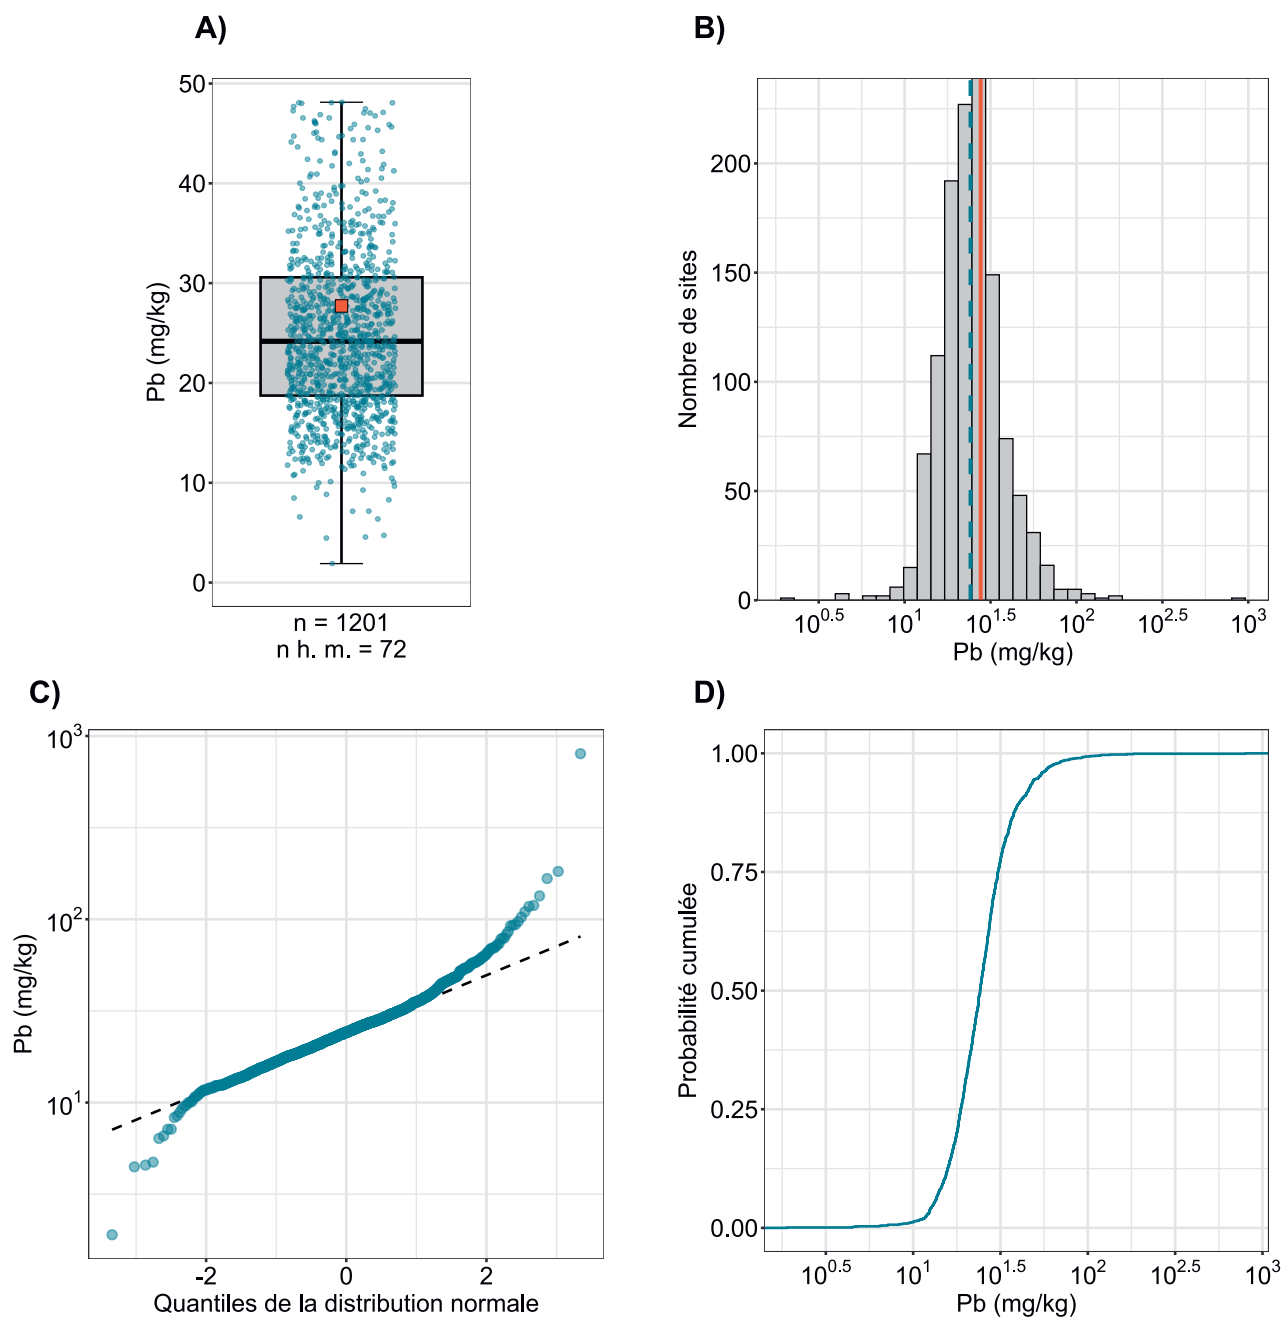 A)
50
40
30
20
10
0
Pb (mg/kg)
n = 1201
n h. m. = 72
B)
200
150
100
50
0
Nombre de sites
10^0.5 10^1 10^1.5 10^2 10^2.5 10^3
Pb (mg/kg)
C)
10^3
10^2
10^1
Pb (mg/kg)
-2 0 2
Quantiles de la distribution normale
D)
1.00
0.75
0.50
0.25
0.00
Probabilité cumulée
10^0.5 10^1 10^1.5 10^2 10^2.5 10^3
Pb (mg/kg)